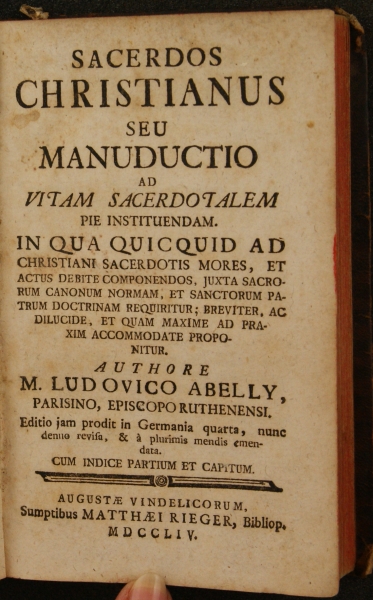 SACERDOS
CHRISTIANUS
SEU
MANUDUCTIO
AD
VITAM SACERDOTALEM
PIE INSTITUENDAM.
IN QUA QUICQUID AD
CHRISTIANI SACERDOTIS MORES, ET
ACTUS DEBITE COMPONENDOS, JUXTA SACRO-
RUM CANONUM NORMAM, ET SANCTORUM PA-
TRUM DOCTRINAM REQUIRITUR; BREVITER, AC
DILUCIDE, ET QUAM MAXIME AD PRA-
XIM ACCOMMODATE PROPO-
NITUR.
AUTHORE
M. LUDOVICO ABELLY,
PARISINO, EPISCOPO RUTHENENSI.
Editio jam prodit in Germania quarta, nunc
denuo revisa, & à plurimis mendis emen-
data.
CUM INDICE PARTIUM ET CAPITUM.
AUGUSTÆ VINDELICORUM,
Sumptibus MATTHÆI RIEGER, Bibliop.
MDCCLIV.